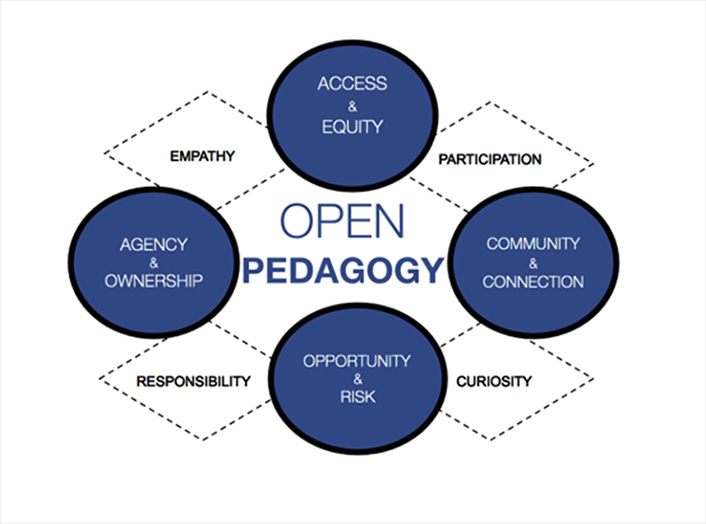 ACCESS
&
EQUITY
EMPATHY
PARTICIPATION
OPEN
PEDAGOGY
AGENCY
&
OWNERSHIP
COMMUNITY
&
CONNECTION
OPPORTUNITY
&
RISK
RESPONSIBILITY
CURIOSITY